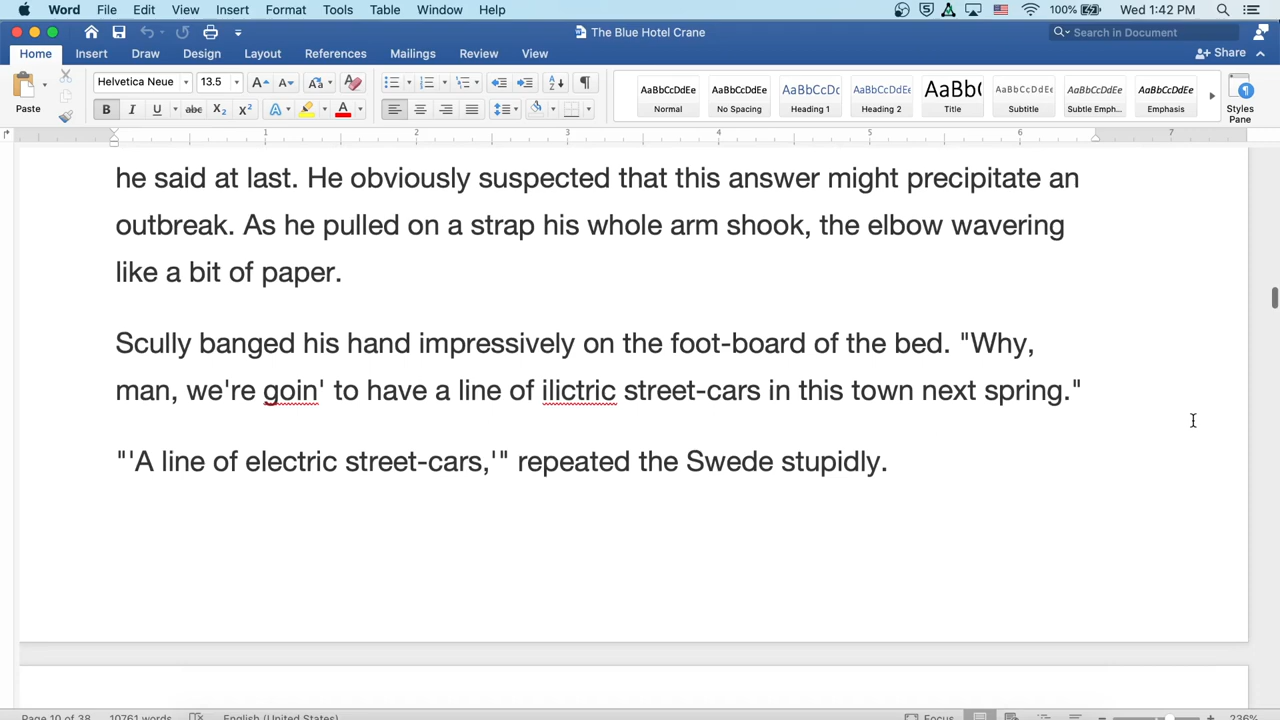 Word File Edit View Insert Format Tools Table Window Help 100% Wed 1:42 PM
The Blue Hotel Crane Search in Document
Home Insert Draw Design Layout References Mailings Review View Share
Paste Helvetica Neue 13.5 AaBbCcDdEe AaBbCcDdEe AaBbCcDc AaBbCcDdEe AaBb( AaBbCcDdEe AaBbCcDdEe AaBbCcDdEe
Normal No Spacing Heading 1 Heading 2 Title Subtitle Subtle Emph... Emphasis Styles Pane
1 2 3 4 5 6 7
he said at last. He obviously suspected that this answer might precipitate an
outbreak. As he pulled on a strap his whole arm shook, the elbow wavering
like a bit of paper.
Scully banged his hand impressively on the foot-board of the bed. "Why,
man, we're goin' to have a line of ilictric street-cars in this town next spring."
"'A line of electric street-cars,'" repeated the Swede stupidly.
Page 10 of 38 10761 words English (United States) Focus 236%